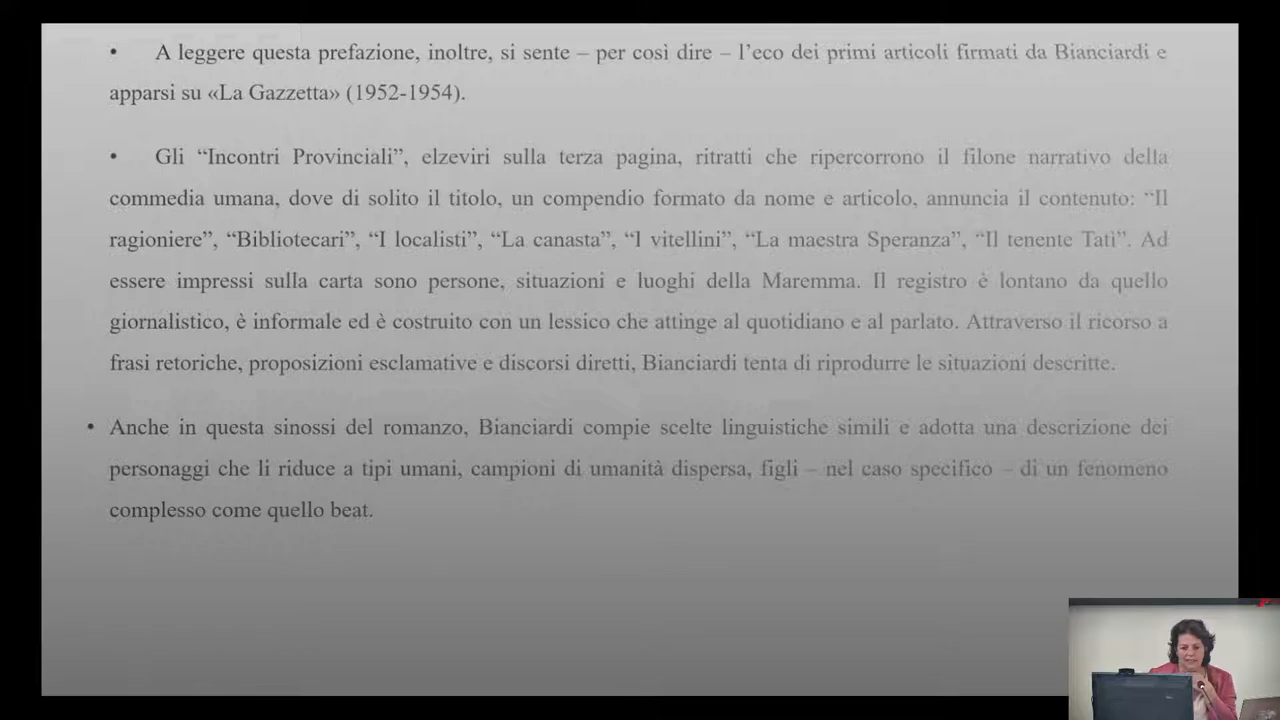 • A leggere questa prefazione, inoltre, si sente – per così dire – l’eco dei primi articoli firmati da Bianciardi e
apparsi su «La Gazzetta» (1952-1954).
• Gli “Incontri Provinciali”, elzeviri sulla terza pagina, ritratti che ripercorrono il filone narrativo della
commedia umana, dove di solito il titolo, un compendio formato da nome e articolo, annuncia il contenuto: “Il
ragioniere”, “Bibliotecari”, “I localisti”, “La canasta”, “I vitellini”, “La maestra Speranza”, “Il tenente Tati”. Ad
essere impressi sulla carta sono persone, situazioni e luoghi della Maremma. Il registro è lontano da quello
giornalistico, è informale ed è costruito con un lessico che attinge al quotidiano e al parlato. Attraverso il ricorso a
frasi retoriche, proposizioni esclamative e discorsi diretti, Bianciardi tenta di riprodurre le situazioni descritte.
• Anche in questa sinossi del romanzo, Bianciardi compie scelte linguistiche simili e adotta una descrizione dei
personaggi che li riduce a tipi umani, campioni di umanità dispersa, figli – nel caso specifico – di un fenomeno
complesso come quello beat.